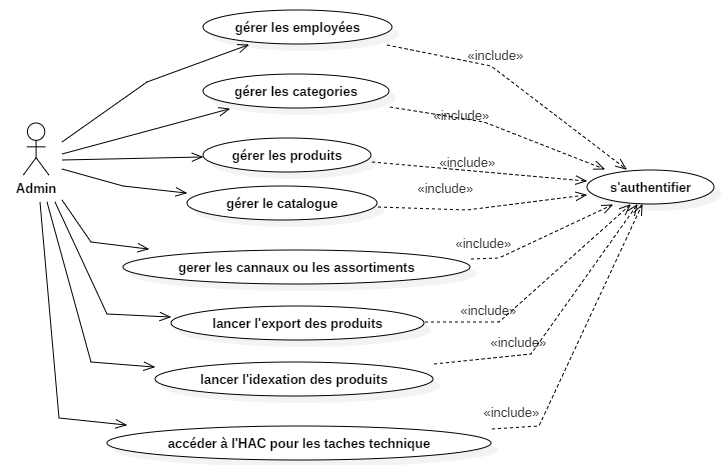 gérer les employées
«include»
gérer les categories
«include»
gérer les produits
«include»
Admin
s'authentifier
gérer le catalogue
«include»
gerer les cannaux ou les assortiments
«include»
lancer l'export des produits
«include»
lancer l'idexation des produits
«include»
accéder à l'HAC pour les taches technique
«include»